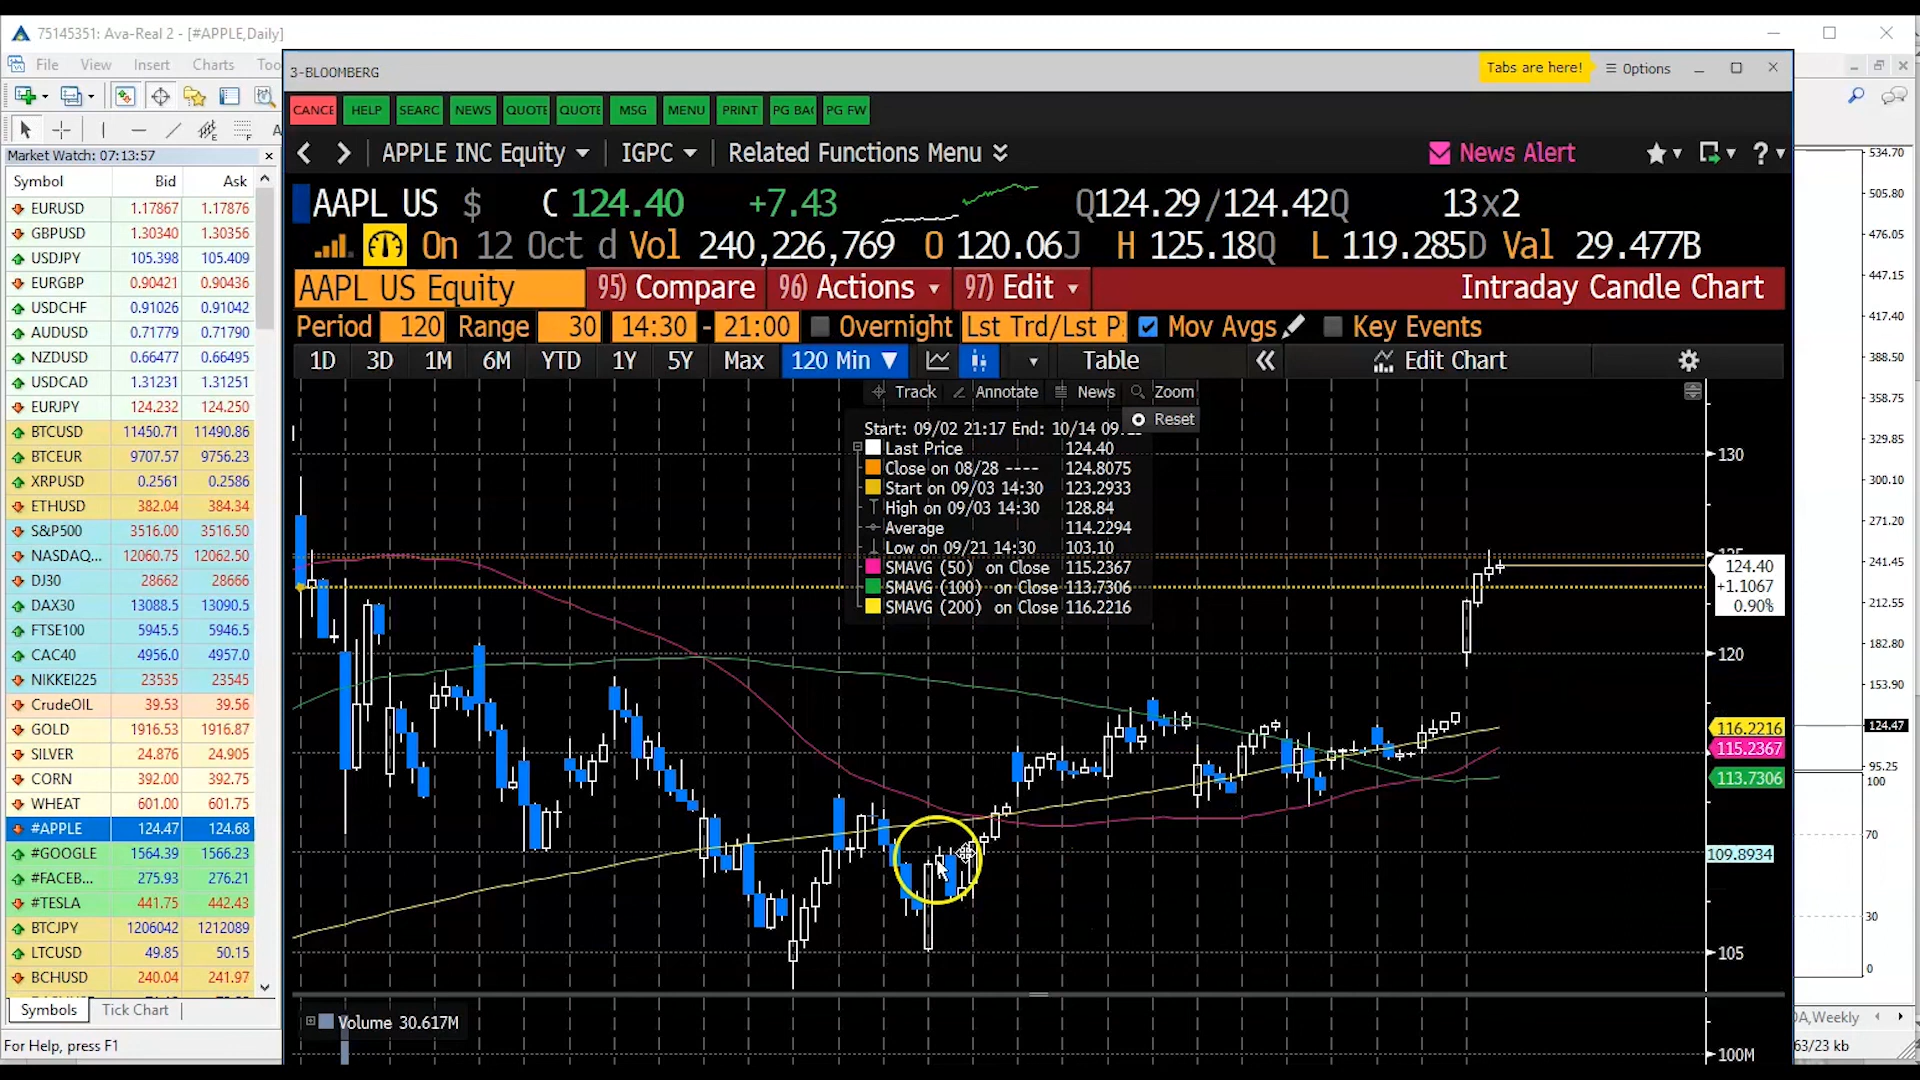 75145351: Ava-Real 2 - [#APPLE,Daily]
File View Insert Charts Too
Market Watch: 07:13:57
Symbol Bid Ask
EURUSD 1.17867 1.17876
GBPUSD 1.30340 1.30356
USDJPY 105.398 105.409
EURGBP 0.90421 0.90436
USDCHF 0.91026 0.91042
AUDUSD 0.71779 0.71790
NZDUSD 0.66477 0.66495
USDCAD 1.31231 1.31251
EURJPY 124.232 124.250
BTCUSD 11450.71 11490.86
BTCEUR 9707.57 9756.23
XRPUSD 0.2561 0.2586
ETHUSD 382.04 384.34
S&P500 3516.00 3516.50
NASDAQ... 12060.75 12062.50
DJ30 28662 28666
DAX30 13088.5 13090.5
FTSE100 5945.5 5946.5
CAC40 4956.0 4957.0
NIKKEI225 23535 23545
CrudeOIL 39.53 39.56
GOLD 1916.53 1916.87
SILVER 24.876 24.905
CORN 392.00 392.75
WHEAT 601.00 601.75
#APPLE 124.47 124.68
#GOOGLE 1564.39 1566.23
#FACEB... 275.93 276.21
#TESLA 441.75 442.43
BTCJPY 1206042 1212089
LTCUSD 49.85 50.15
BCHUSD 240.04 241.97
Symbols Tick Chart
For Help, press F1
3-BLOOMBERG
Tabs are here! Options
CANCE HELP SEARC NEWS QUOTE QUOTE MSG MENU PRINT PG BAC PG FW
APPLE INC Equity IGPC Related Functions Menu News Alert ?
AAPL US $ C 124.40 +7.43 Q124.29/124.42Q 13x2
On 12 Oct d Vol 240,226,769 O 120.06J H 125.18Q L 119.285D Val 29.477B
AAPL US Equity 95) Compare 96) Actions 97) Edit Intraday Candle Chart
Period 120 Range 30 14:30 - 21:00 Overnight Lst Trd/Lst P Mov Avgs Key Events
1D 3D 1M 6M YTD 1Y 5Y Max 120 Min Table « Edit Chart
Track Annotate News Zoom
Reset
Start: 09/02 21:17 End: 10/14 09:
Last Price 124.40
Close on 08/28 ---- 124.8075
Start on 09/03 14:30 123.2933
High on 09/03 14:30 128.84
Average 114.2294
Low on 09/21 14:30 103.10
SMAVG (50) on Close 115.2367
SMAVG (100) on Close 113.7306
SMAVG (200) on Close 116.2216
130
124.40
+1.1067
0.90%
120
116.2216
115.2367
113.7306
109.8934
105
Volume 30.617M
100M
534.70
505.80
476.05
447.15
417.40
388.50
358.75
329.85
300.10
271.20
241.45
212.55
182.80
153.90
124.47
95.25
100
70
30
0
DA,Weekly
63/23 kb